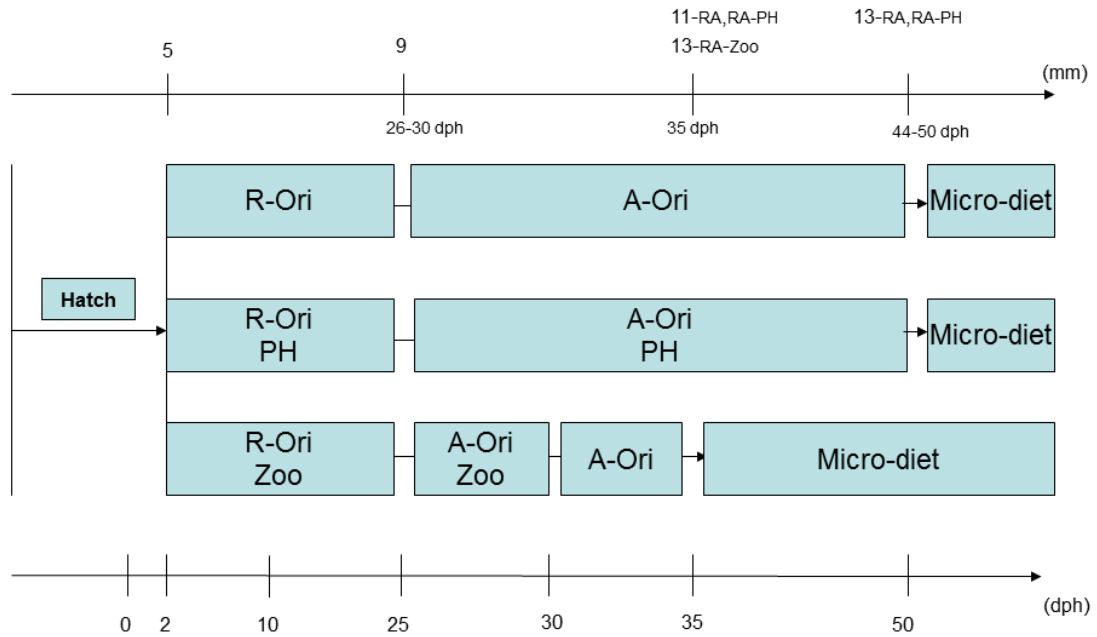 11-RA,RA-PH
13-RA,RA-PH
5
9
13-RA-Zoo
(mm)
26-30 dph
35 dph
44-50 dph
R-Ori
A-Ori
Micro-diet
Hatch
R-Ori
PH
A-Ori
PH
Micro-diet
R-Ori
Zoo
A-Ori
Zoo
A-Ori
Micro-diet
0
2
10
25
30
35
50
(dph)